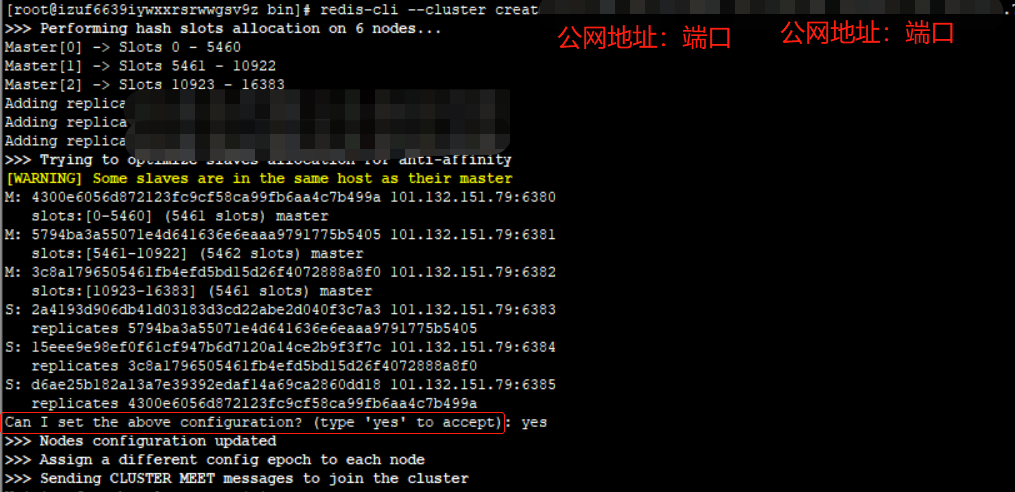 [root@izuf6639iywxxrsrwwgsv9z bin]# redis-cli --cluster creat
公网地址：端口 公网地址：端口
>>> Performing hash slots allocation on 6 nodes...
Master[0] -> Slots 0 - 5460
Master[1] -> Slots 5461 - 10922
Master[2] -> Slots 10923 - 16383
Adding replica
Adding replica
Adding replica
>>> Trying to optimize slaves allocation for anti-affinity
[WARNING] Some slaves are in the same host as their master
M: 4300e6056d872123fc9cf58ca99fb6aa4c7b499a 101.132.151.79:6380
slots:[0-5460] (5461 slots) master
M: 5794ba3a55071e4d641636e6eaaa9791775b5405 101.132.151.79:6381
slots:[5461-10922] (5462 slots) master
M: 3c8a1796505461fb4efd5bd15d26f4072888a8f0 101.132.151.79:6382
slots:[10923-16383] (5461 slots) master
S: 2a4193d906db41d03183d3cd22abe2d040f3c7a3 101.132.151.79:6383
replicates 5794ba3a55071e4d641636e6eaaa9791775b5405
S: 15eee9e98ef0f61cf947b6d7120a14ce2b9f3f7c 101.132.151.79:6384
replicates 3c8a1796505461fb4efd5bd15d26f4072888a8f0
S: d6ae25b182a13a7e39392edaf14a69ca2860dd18 101.132.151.79:6385
replicates 4300e6056d872123fc9cf58ca99fb6aa4c7b499a
Can I set the above configuration? (type 'yes' to accept): yes
>>> Nodes configuration updated
>>> Assign a different config epoch to each node
>>> Sending CLUSTER MEET messages to join the cluster